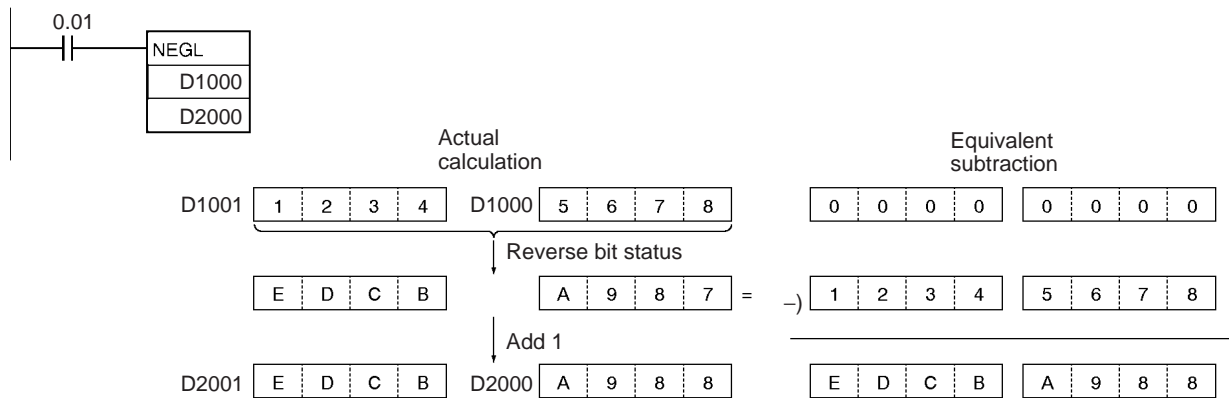 0.01
NEGL
D1000
D2000
Actual
calculation
Equivalent
subtraction
D1001 1 2 3 4 D1000 5 6 7 8 0 0 0 0 0 0 0 0
Reverse bit status
E D C B A 9 8 7 = –) 1 2 3 4 5 6 7 8
Add 1
D2001 E D C B D2000 A 9 8 8 E D C B A 9 8 8